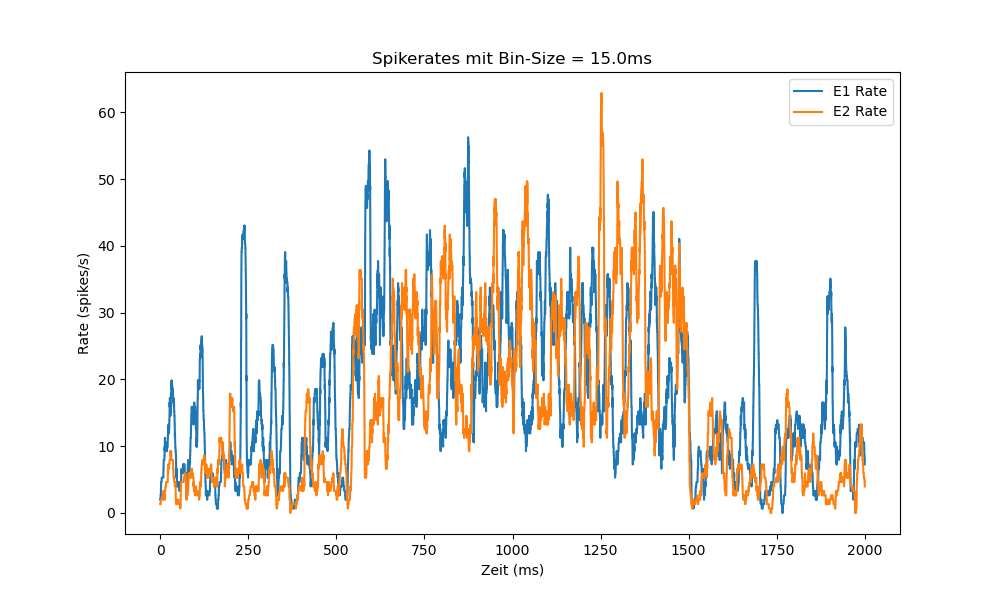 Spikerates mit Bin-Size = 15.0ms
E1 Rate
E2 Rate
60
50
40
30
20
10
0
Rate (spikes/s)
0 250 500 750 1000 1250 1500 1750 2000
Zeit (ms)